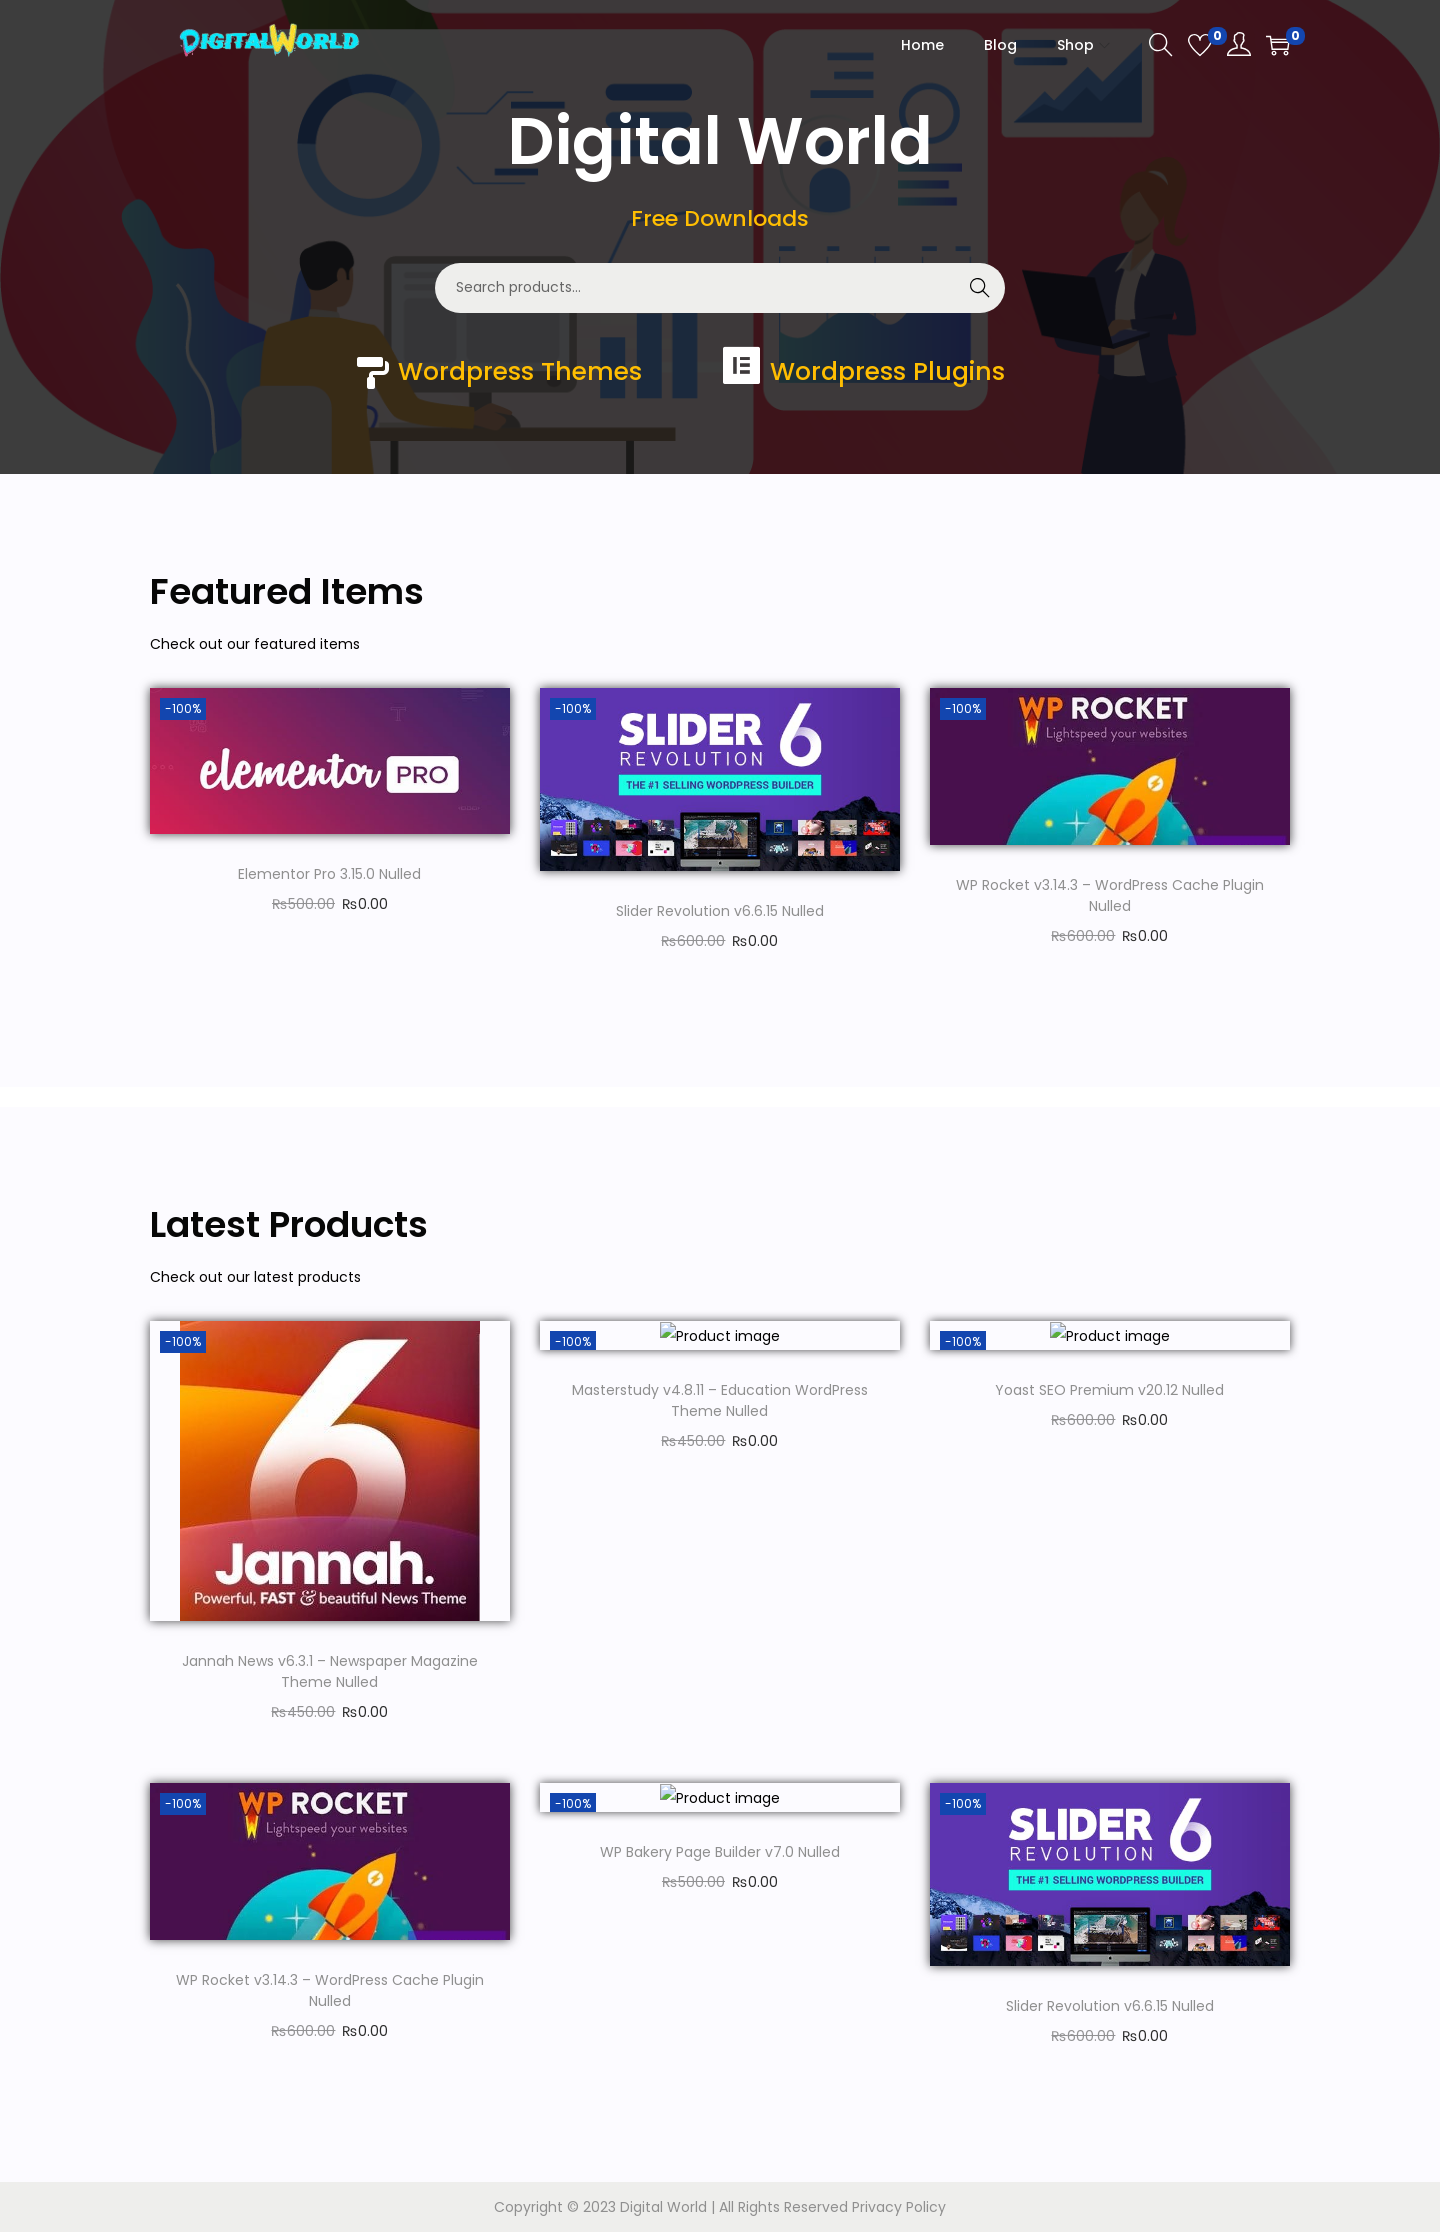 DigitalWorld
Home Blog Shop 0 0
Digital World
Free Downloads
Search products...
Wordpress Themes Wordpress Plugins
Featured Items
Check out our featured items
-100% -100% -100%
elementor PRO
SLIDER 6
REVOLUTION
THE #1 SELLING WORDPRESS BUILDER
WP ROCKET
Lightspeed your websites
Elementor Pro 3.15.0 Nulled
₨500.00 ₨0.00
Slider Revolution v6.6.15 Nulled
₨600.00 ₨0.00
WP Rocket v3.14.3 – WordPress Cache Plugin
Nulled
₨600.00 ₨0.00
Latest Products
Check out our latest products
-100%
6
Jannah.
Powerful, FAST & beautiful News Theme
Jannah News v6.3.1 – Newspaper Magazine
Theme Nulled
₨450.00 ₨0.00
-100% Product image
Masterstudy v4.8.11 – Education WordPress
Theme Nulled
₨450.00 ₨0.00
-100% Product image
Yoast SEO Premium v20.12 Nulled
₨600.00 ₨0.00
-100%
WP ROCKET
Lightspeed your websites
WP Rocket v3.14.3 – WordPress Cache Plugin
Nulled
₨600.00 ₨0.00
-100% Product image
WP Bakery Page Builder v7.0 Nulled
₨500.00 ₨0.00
-100%
SLIDER 6
REVOLUTION
THE #1 SELLING WORDPRESS BUILDER
Slider Revolution v6.6.15 Nulled
₨600.00 ₨0.00
Copyright © 2023 Digital World | All Rights Reserved Privacy Policy